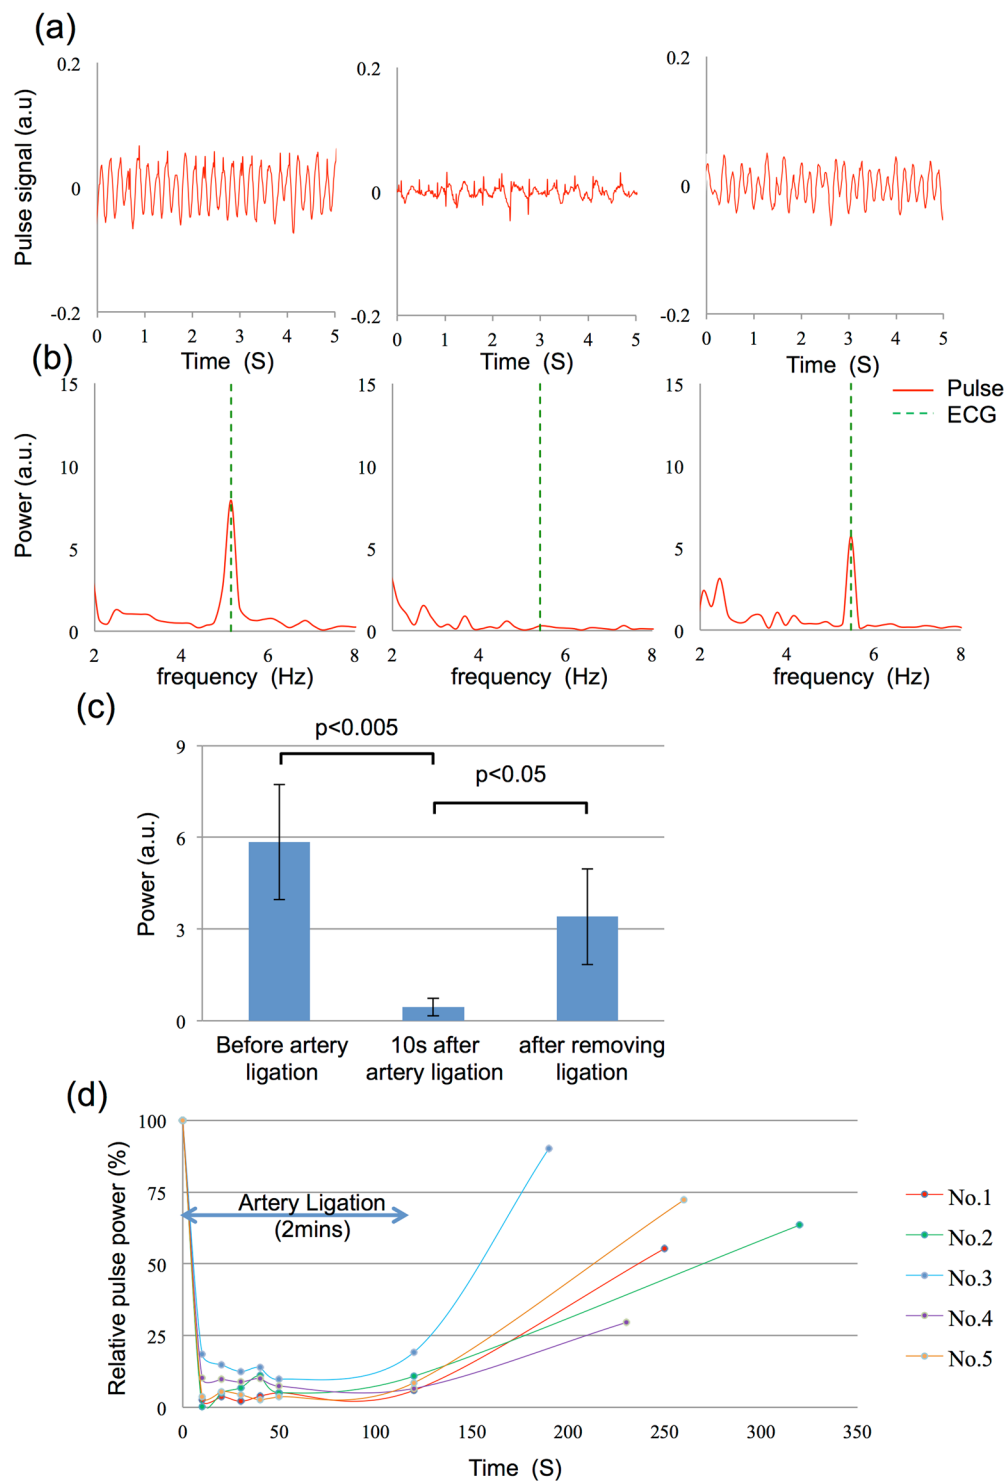 (a)
Pulse signal (a.u)
0.2
0
-0.2
0 1 2 3 4 5
Time (S)
0.2
0
-0.2
0 1 2 3 4 5
Time (S)
0.2
0
-0.2
0 1 2 3 4 5
Time (S)
(b)
Power (a.u.)
15
10
5
0
2 4 6 8
frequency (Hz)
15
10
5
0
2 4 6 8
frequency (Hz)
15
10
5
0
2 4 6 8
frequency (Hz)
Pulse
ECG
(c)
Power (a.u.)
9
6
3
0
p<0.005
p<0.05
Before artery
ligation
10s after
artery ligation
after removing
ligation
(d)
Relative pulse power (%)
100
75
50
25
0
Artery Ligation
(2mins)
0 50 100 150 200 250 300 350
Time (S)
No.1
No.2
No.3
No.4
No.5